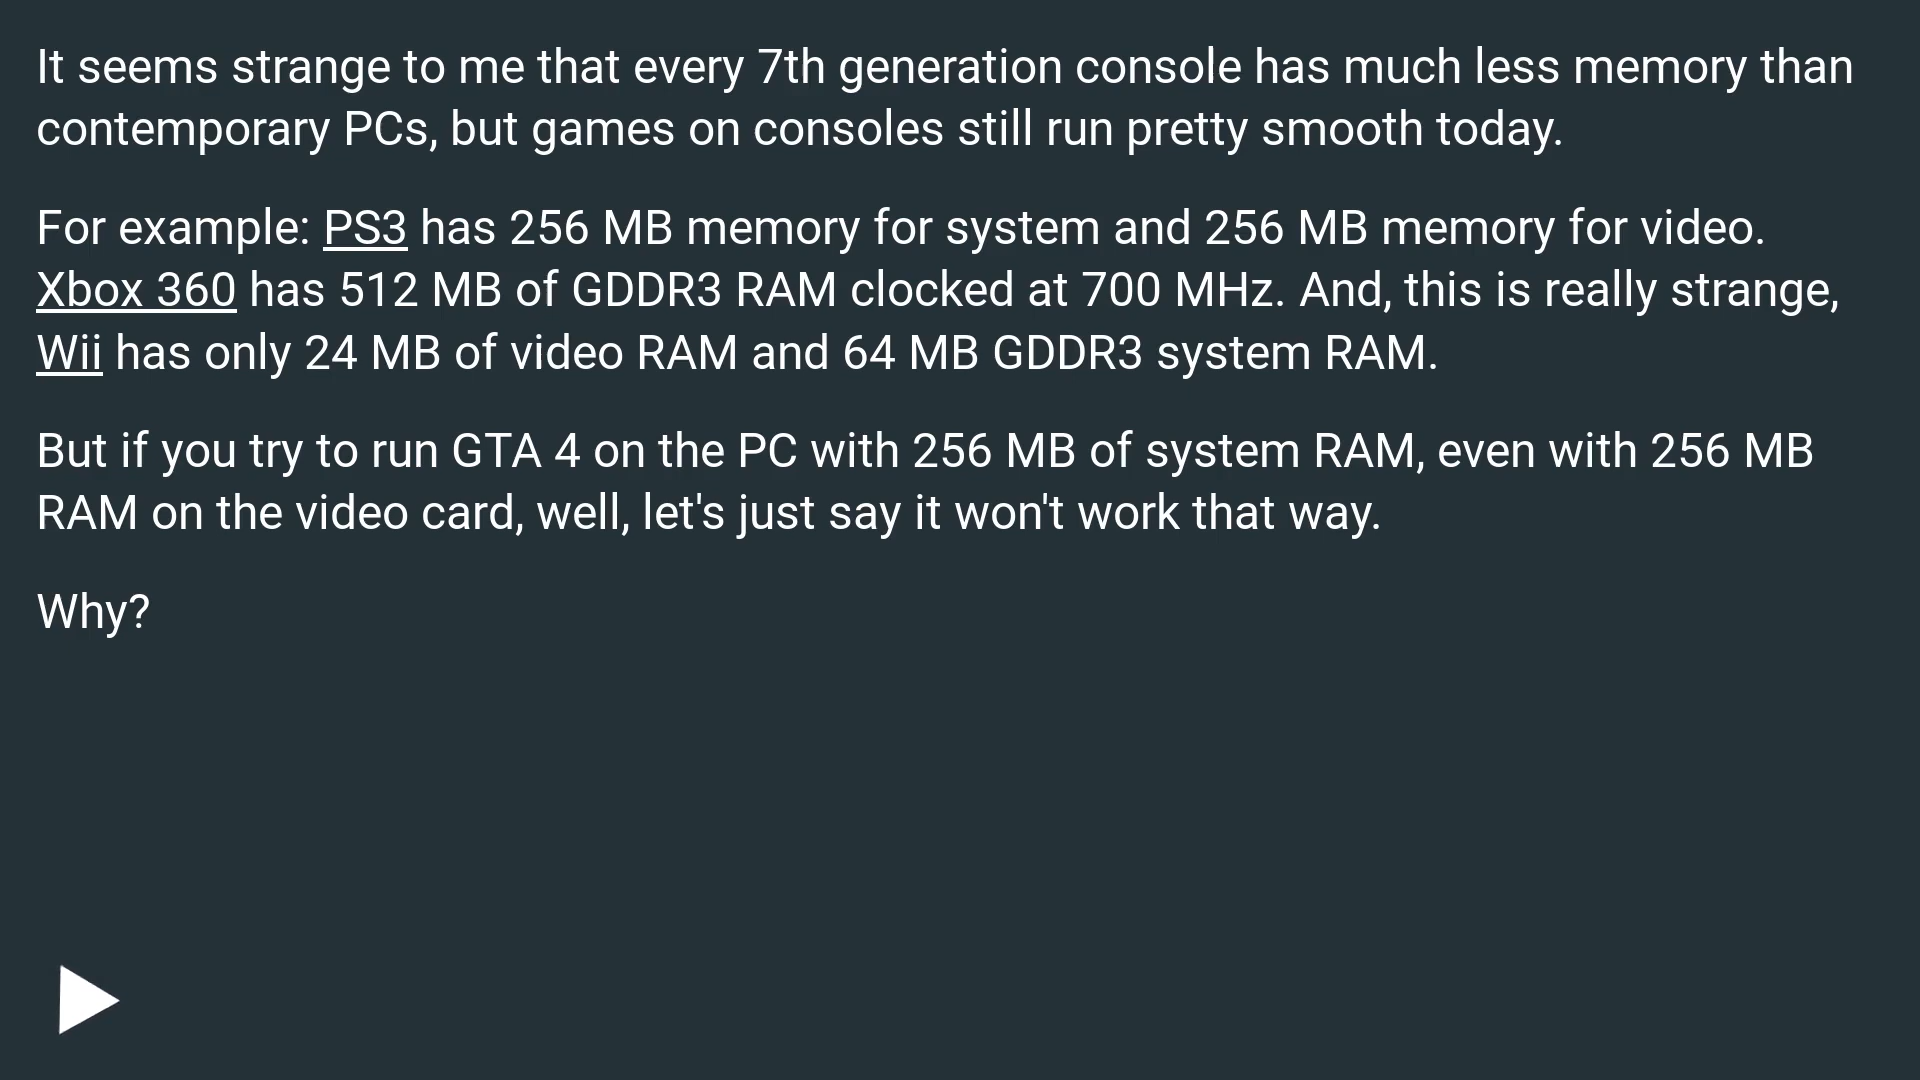 It seems strange to me that every 7th generation console has much less memory than
contemporary PCs, but games on consoles still run pretty smooth today.
For example: PS3 has 256 MB memory for system and 256 MB memory for video.
Xbox 360 has 512 MB of GDDR3 RAM clocked at 700 MHz. And, this is really strange,
Wii has only 24 MB of video RAM and 64 MB GDDR3 system RAM.
But if you try to run GTA 4 on the PC with 256 MB of system RAM, even with 256 MB
RAM on the video card, well, let's just say it won't work that way.
Why?